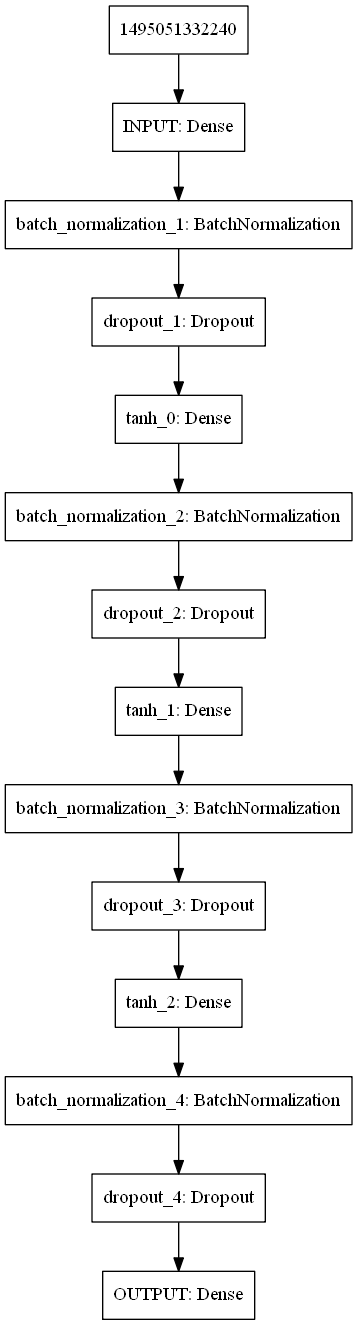 1495051332240
INPUT: Dense
batch_normalization_1: BatchNormalization
dropout_1: Dropout
tanh_0: Dense
batch_normalization_2: BatchNormalization
dropout_2: Dropout
tanh_1: Dense
batch_normalization_3: BatchNormalization
dropout_3: Dropout
tanh_2: Dense
batch_normalization_4: BatchNormalization
dropout_4: Dropout
OUTPUT: Dense